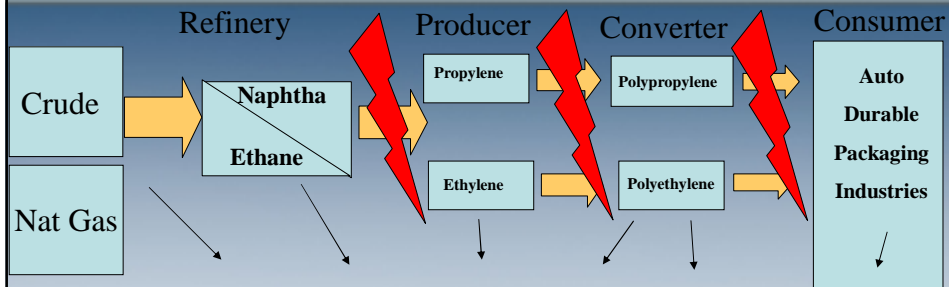 Refinery
Producer
Converter
Consumer
Crude
Nat Gas
Naphtha
Ethane
Propylene
Ethylene
Polypropylene
Polyethylene
Auto
Durable
Packaging
Industries